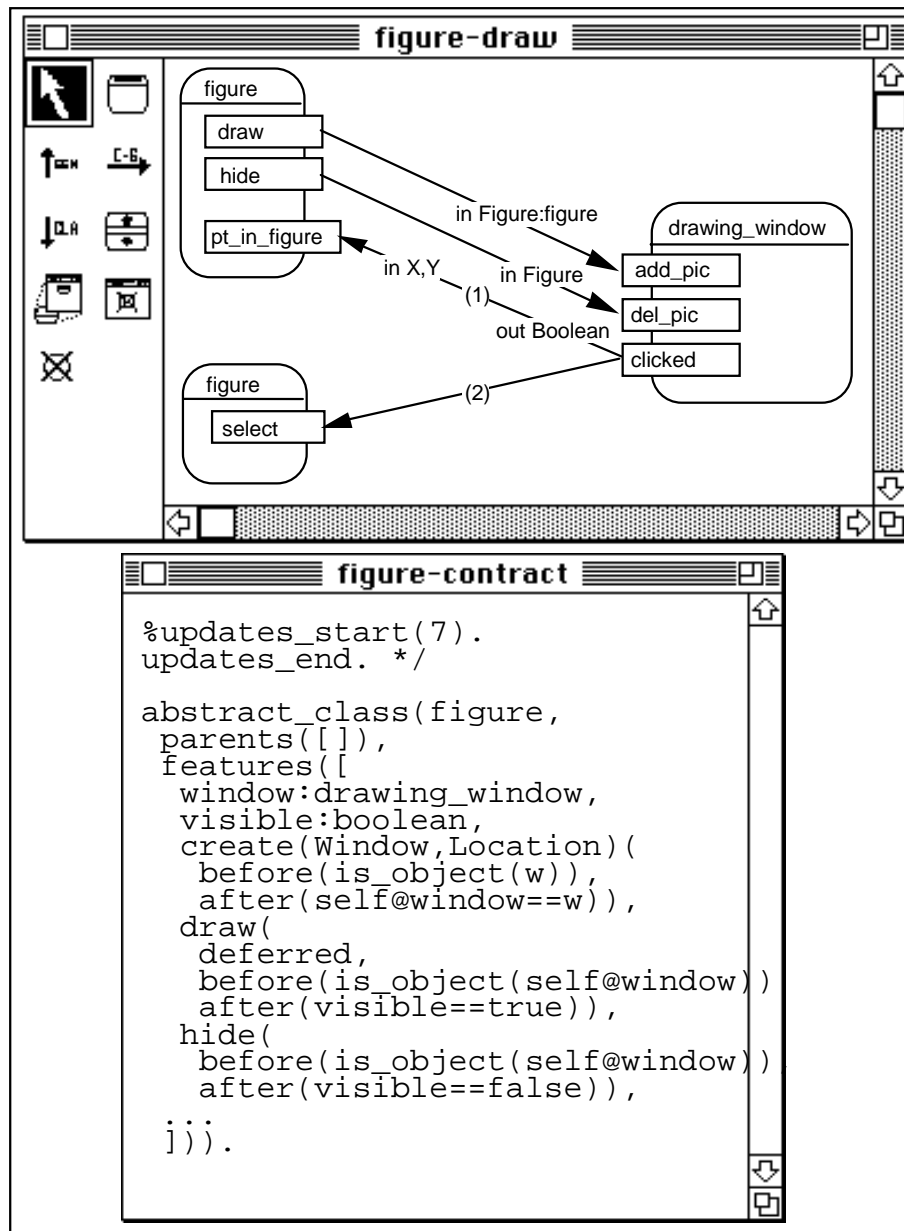 figure-draw
GEN
C-G
CLA
figure
draw
hide
pt_in_figure
in Figure:figure
drawing_window
in X,Y
in Figure
add_pic
(1)
del_pic
out Boolean
clicked
figure
(2)
select
figure-contract
%updates_start(7).
updates_end. */
abstract_class(figure,
parents([]),
features([
window:drawing_window,
visible:boolean,
create(Window,Location)(
before(is_object(w)),
after(self@window==w)),
draw(
deferred,
before(is_object(self@window))
after(visible==true)),
hide(
before(is_object(self@window)),
after(visible==false)),
...
])).